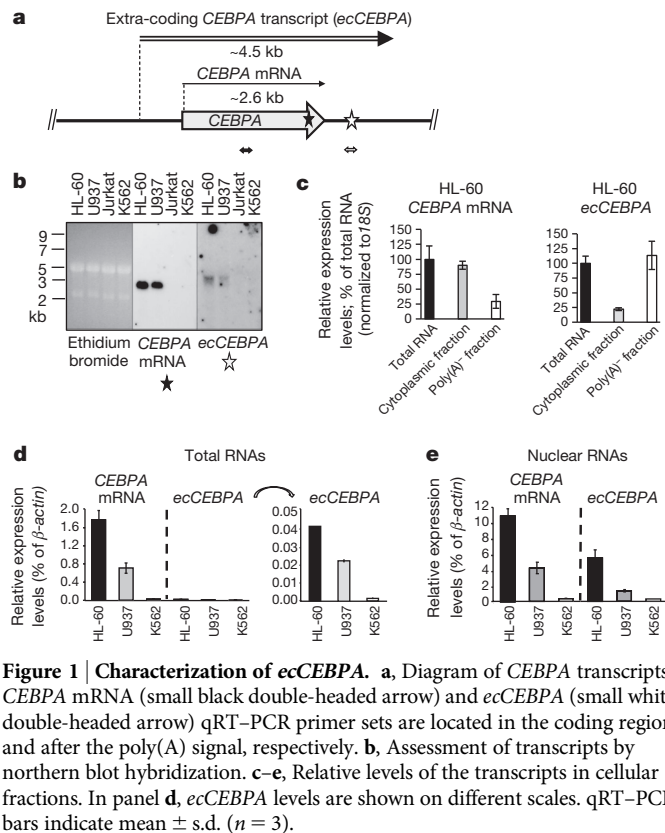 a
Extra-coding CEBPA transcript (ecCEBPA)
~4.5 kb
CEBPA mRNA
~2.6 kb
CEBPA
b
HL-60
U937
Jurkat
K562
HL-60
U937
Jurkat
K562
HL-60
U937
Jurkat
K562
9
7
5
3
2
kb
Ethidium
bromide
CEBPA
mRNA
ecCEBPA
c
HL-60
CEBPA mRNA
Relative expression
levels; % of total RNA
(normalized to18S)
150
125
100
75
50
25
0
Total RNA
Cytoplasmic fraction
Poly(A)⁻ fraction
HL-60
ecCEBPA
150
125
100
75
50
25
0
Total RNA
Cytoplasmic fraction
Poly(A)⁻ fraction
d
Total RNAs
CEBPA
mRNA
ecCEBPA
ecCEBPA
Relative expression
levels (% of β-actin)
2.0
1.6
1.2
0.8
0.4
0.0
HL-60
U937
K562
HL-60
U937
K562
0.05
0.04
0.03
0.02
0.01
0.00
HL-60
U937
K562
e
Nuclear RNAs
CEBPA
mRNA
ecCEBPA
Relative expression
levels (% of β-actin)
12
10
8
6
4
2
0
HL-60
U937
K562
HL-60
U937
K562
Figure 1 | Characterization of ecCEBPA. a, Diagram of CEBPA transcripts
CEBPA mRNA (small black double-headed arrow) and ecCEBPA (small whit
double-headed arrow) qRT–PCR primer sets are located in the coding region
and after the poly(A) signal, respectively. b, Assessment of transcripts by
northern blot hybridization. c–e, Relative levels of the transcripts in cellular
fractions. In panel d, ecCEBPA levels are shown on different scales. qRT–PCR
bars indicate mean ± s.d. (n = 3).